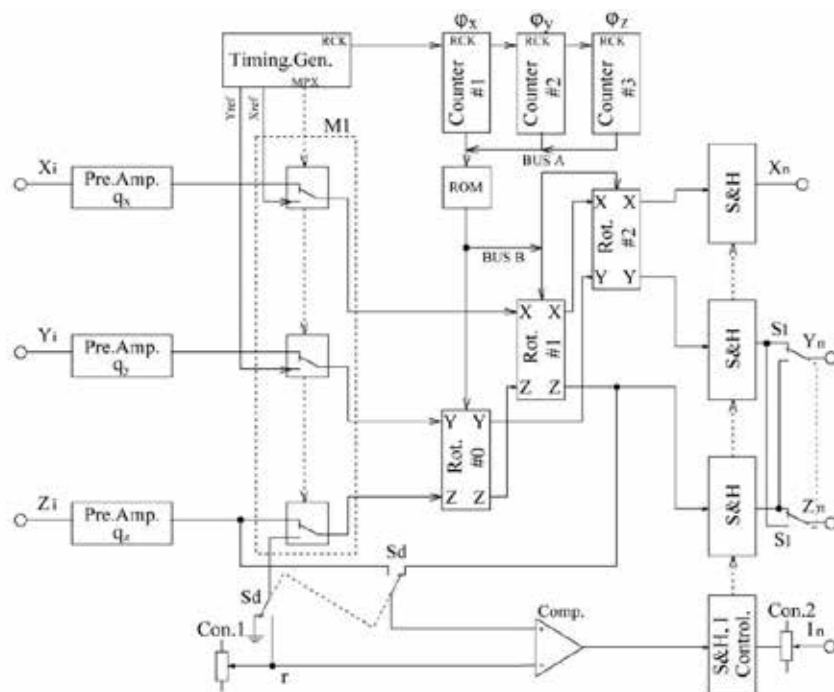 φx φy φz
RCK RCK RCK RCK
Timing.Gen.
MPX
Counter #1
Counter #2
Counter #3
Yref Xref
M1
BUS A
Xi
Pre.Amp. qx
ROM
S&H
Xn
X X
Rot. #2
Y Y
BUS B
Yi
Pre.Amp. qy
X X
Rot. #1
Z Z
S&H
S1
Yn
Y Y
Rot. #0
Z Z
Zi
Pre.Amp. qz
S&H
Zn
S1
Sd
Sd
Comp.
Con.1
r
+
-
S&H, I Control.
Con.2
In